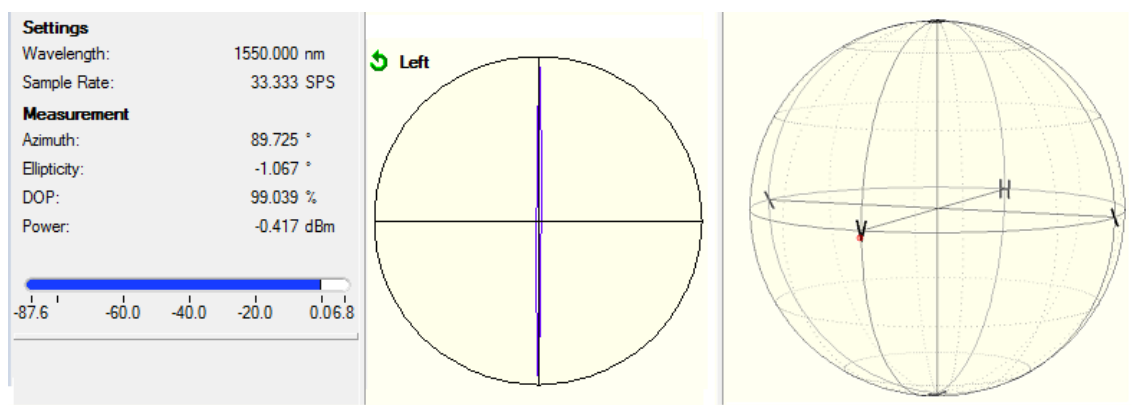 Settings
Wavelength: 1550.000 nm
Sample Rate: 33.333 SPS
Measurement
Azimuth: 89.725 °
Ellipticity: -1.067 °
DOP: 99.039 %
Power: -0.417 dBm
-87.6 -60.0 -40.0 -20.0 0.06.8
Left
H
V